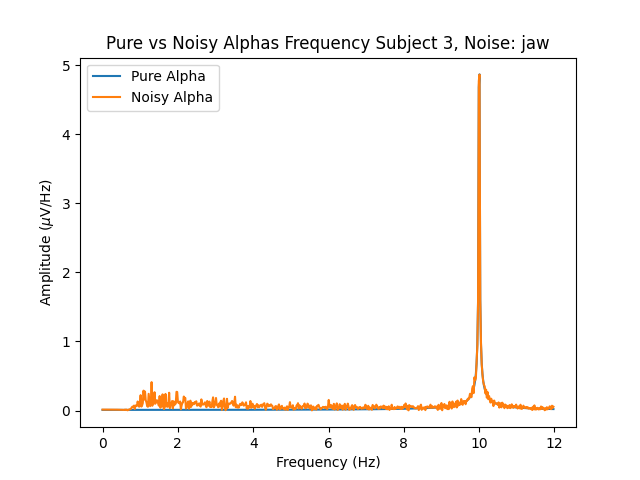 Pure vs Noisy Alphas Frequency Subject 3, Noise: jaw
Pure Alpha
Noisy Alpha
Amplitude (μV/Hz)
5
4
3
2
1
0
0 2 4 6 8 10 12
Frequency (Hz)